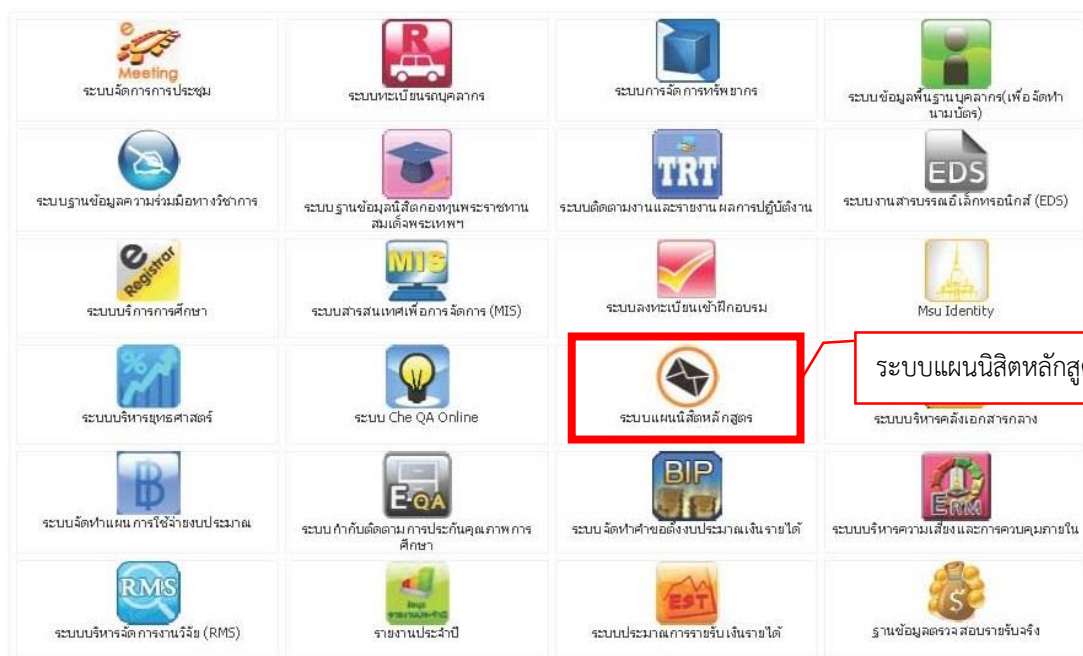 e
Meeting
ระบบจัดการการประชุม
R
ระบบทะเบียนรถบุคลากร
ระบบการจัดการทรัพยากร
ระบบข้อมูลพื้นฐานบุคลากร(เพื่อจัดทำ
นามบัตร)
ระบบฐานข้อมูลความร่วมมือทางวิชาการ
ระบบฐานข้อมูลนิสิตกองทุนพระราชทาน
สมเด็จพระเทพฯ
TRT
ระบบติดตามงานและรายงานผลการปฏิบัติงาน
EDS
ระบบงานสารบรรณอิเล็กทรอนิกส์ (EDS)
e
Registrar
ระบบบริการการศึกษา
MIS
ระบบสารสนเทศเพื่อการจัดการ (MIS)
ระบบลงทะเบียนเข้าฝึกอบรม
Msu Identity
%
ระบบบริหารยุทธศาสตร์
ระบบ Che QA Online
ระบบแผนนิสิตหลักสูตร
ระบบแผนนิสิตหลักสู
ระบบบริหารคลังเอกสารกลาง
฿
ระบบจัดทำแผนการใช้จ่ายงบประมาณ
E-QA
ระบบกำกับติดตามการประกันคุณภาพการ
ศึกษา
BIP
ระบบจัดทำคำขอตั้งงบประมาณเงินรายได้
ERM
ระบบบริหารความเสี่ยงและการควบคุมภายใน
RMS
ระบบบริหารจัดการงานวิจัย (RMS)
ข้อมูล
รายงานประจำปี
รายงานประจำปี
EST
ระบบประมาณการรายรับเงินรายได้
$
ฐานข้อมูลตรวจสอบรายรับจริง